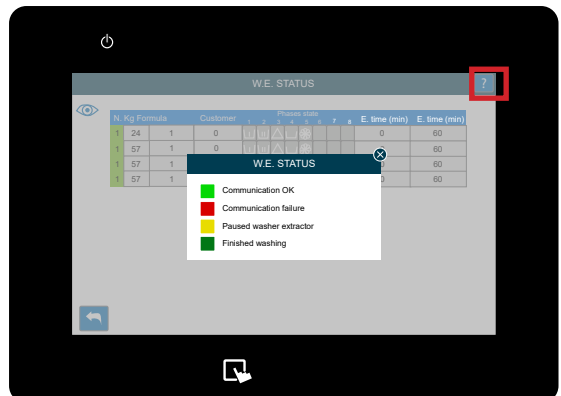 W.E. STATUS
?
N. Kg Formula Customer Phases state E. time (min) E. time (min)
1 2 3 4 5 6 7 8
1 24 1 0 0 60
1 57 1 0 0 60
1 57 1 60
1 57 1 60
W.E. STATUS
Communication OK
Communication failure
Paused washer extractor
Finished washing